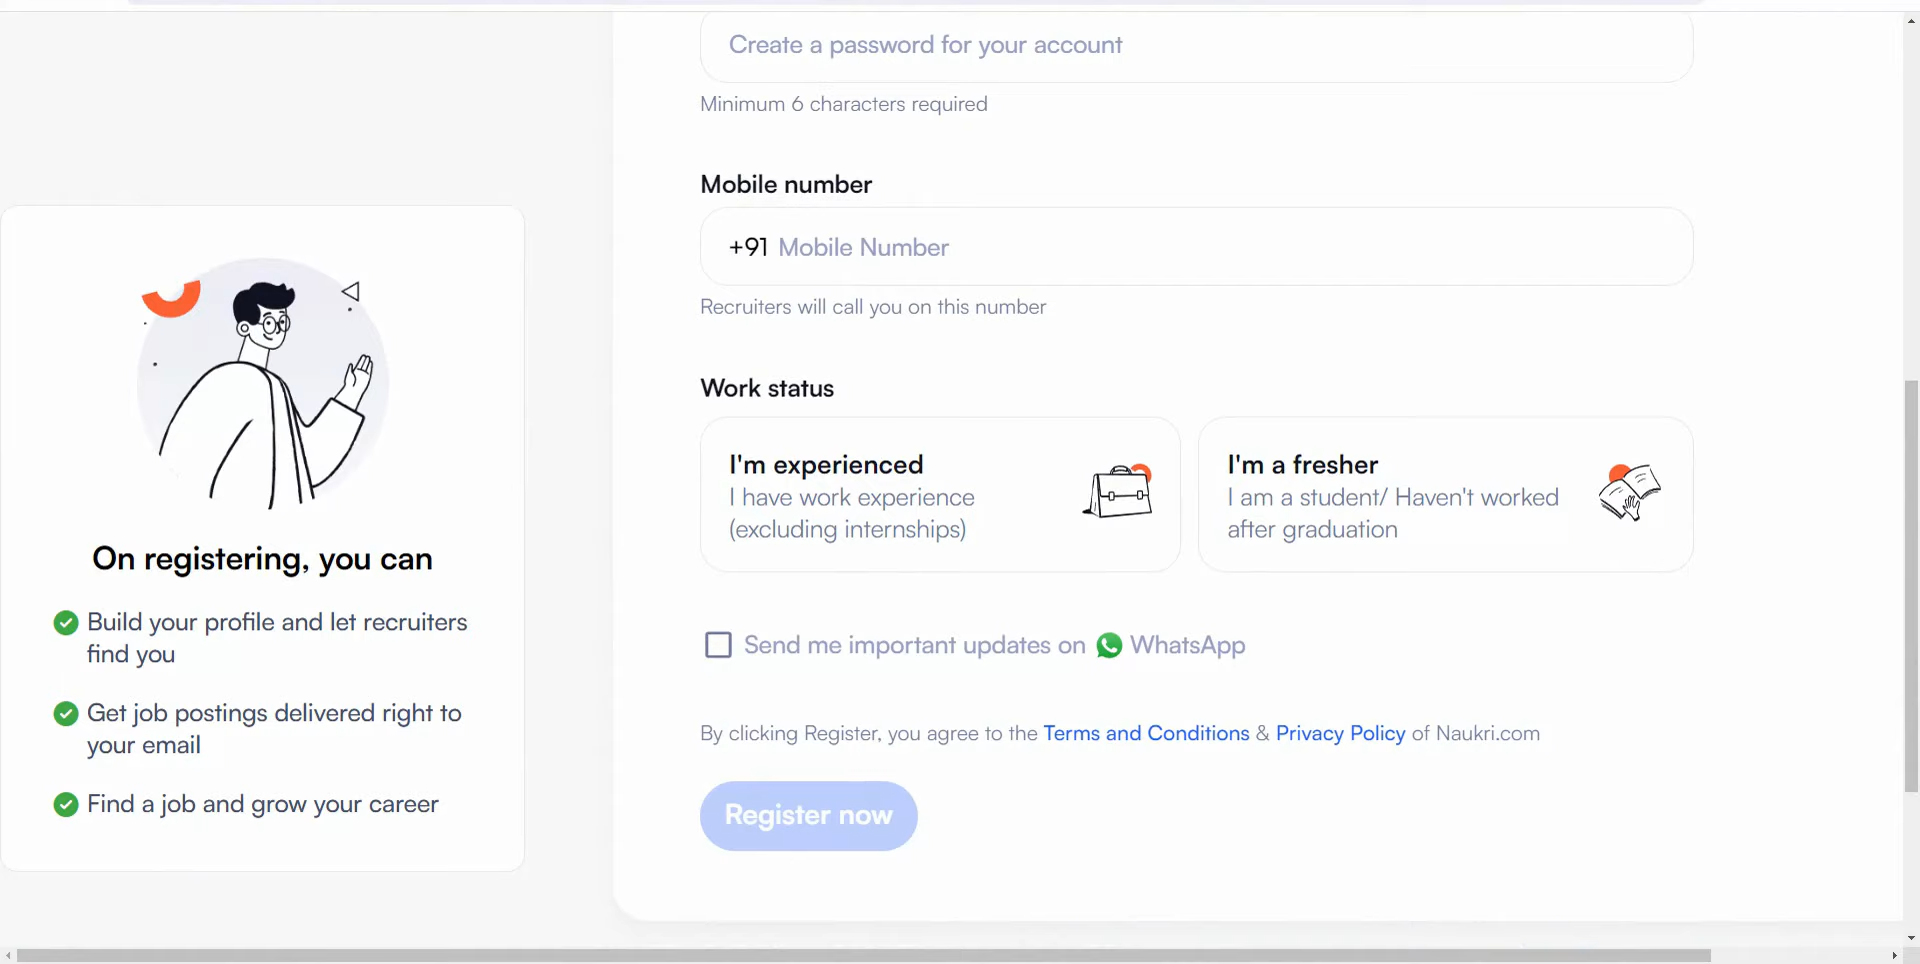 Create a password for your account
Minimum 6 characters required
Mobile number
+91 Mobile Number
Recruiters will call you on this number
Work status
I'm experienced
I have work experience
(excluding internships)
I'm a fresher
I am a student/ Haven't worked
after graduation
Send me important updates on WhatsApp
By clicking Register, you agree to the Terms and Conditions & Privacy Policy of Naukri.com
Register now
On registering, you can
Build your profile and let recruiters
find you
Get job postings delivered right to
your email
Find a job and grow your career